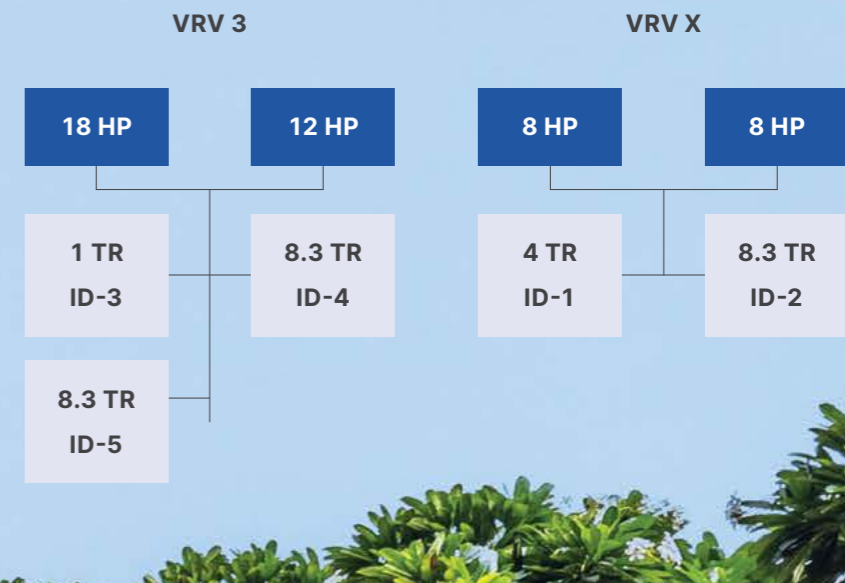 VRV 3
VRV X
18 HP
12 HP
8 HP
8 HP
1 TR
ID-3
8.3 TR
ID-4
4 TR
ID-1
8.3 TR
ID-2
8.3 TR
ID-5